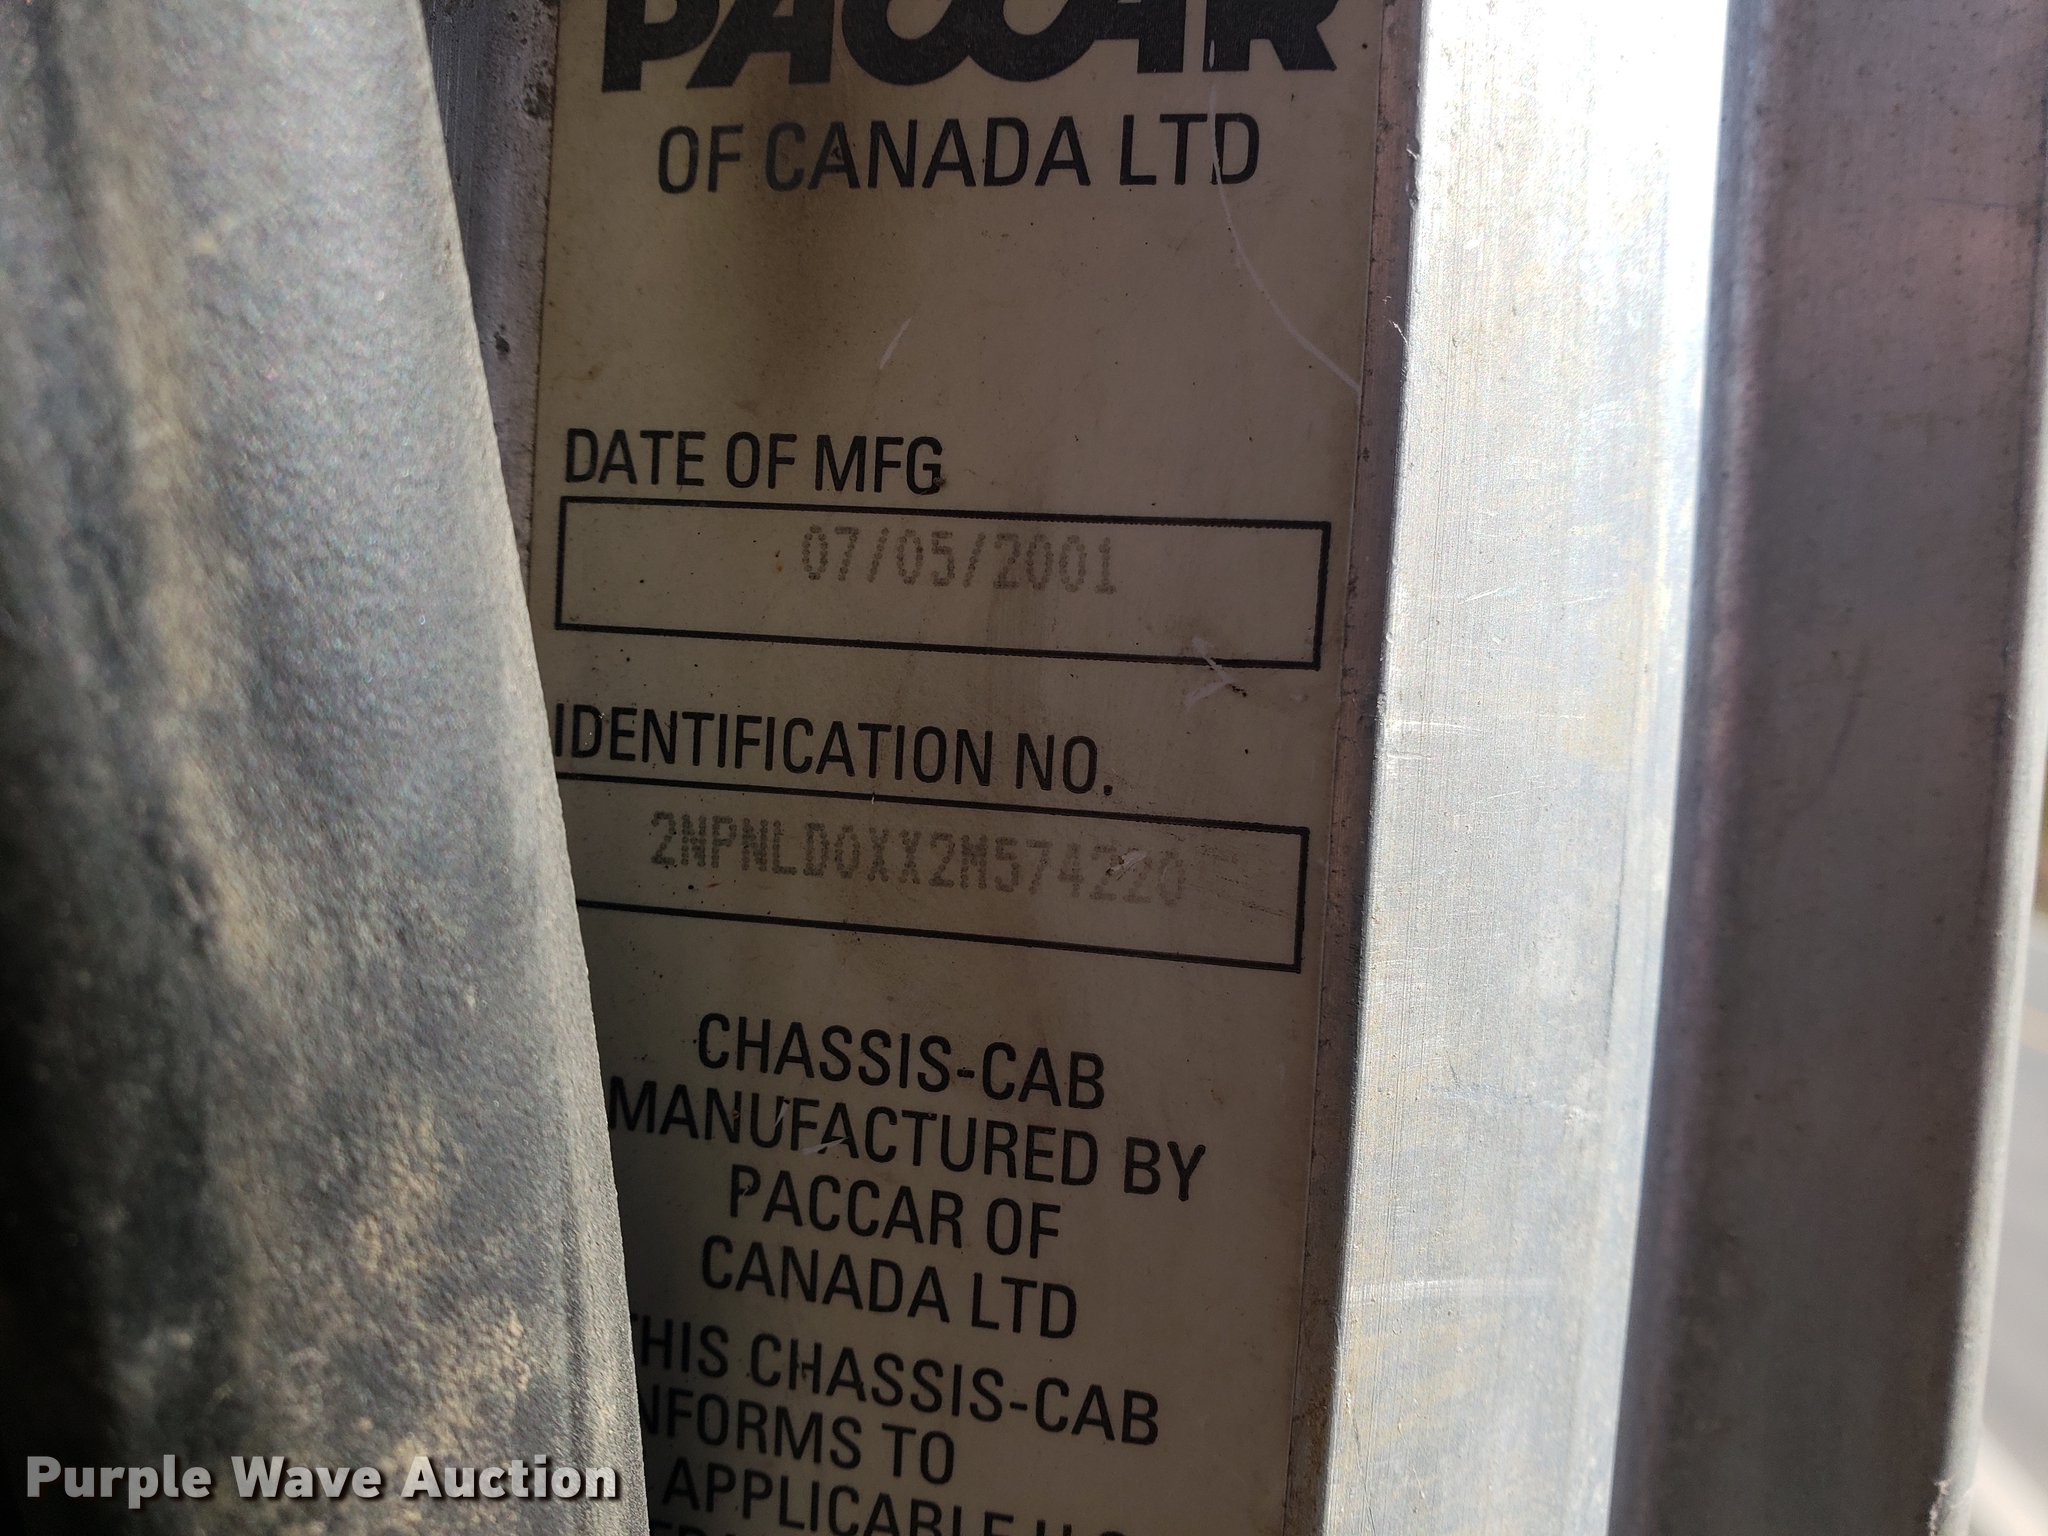 PACCAR
OF CANADA LTD
DATE OF MFG
07/05/2001
IDENTIFICATION NO.
2NPNLD0XX2M574220
CHASSIS-CAB
MANUFACTURED BY
PACCAR OF
CANADA LTD
THIS CHASSIS-CAB
NFORMS TO
APPLICABLE U.S.
Purple Wave Auction